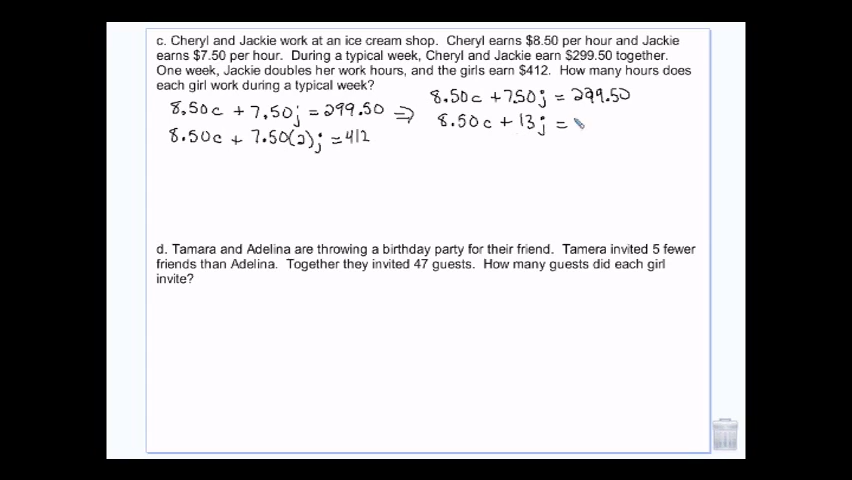 c. Cheryl and Jackie work at an ice cream shop. Cheryl earns $8.50 per hour and Jackie
earns $7.50 per hour. During a typical week, Cheryl and Jackie earn $299.50 together.
One week, Jackie doubles her work hours, and the girls earn $412. How many hours does
each girl work during a typical week?
8.50c + 7.50j = 299.50 ⇒
8.50c + 7.50(2)j = 412
8.50c + 7.50j = 299.50
8.50c + 13j =
d. Tamara and Adelina are throwing a birthday party for their friend. Tamera invited 5 fewer
friends than Adelina. Together they invited 47 guests. How many guests did each girl
invite?